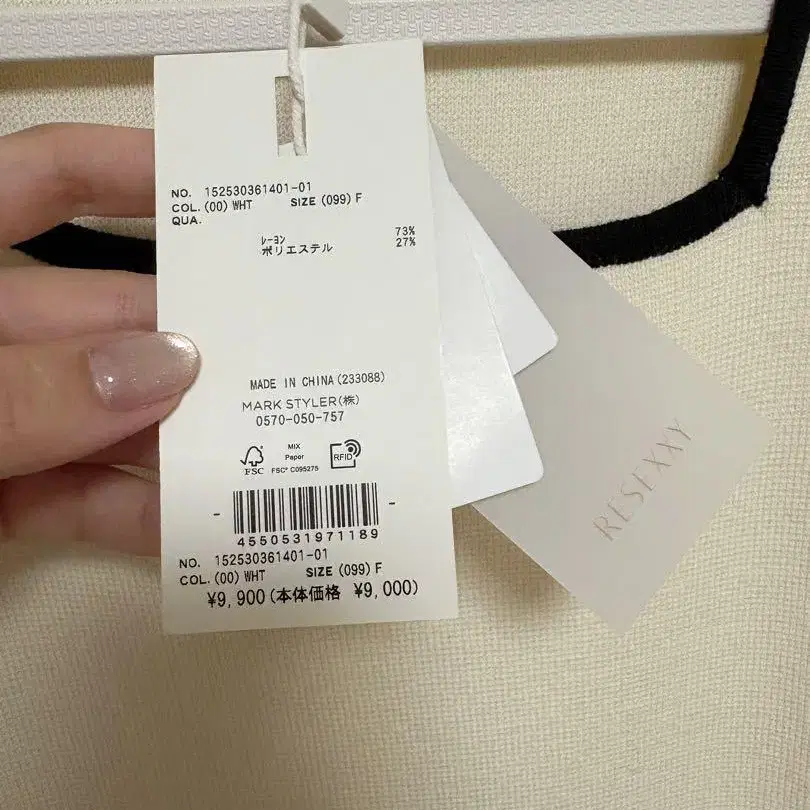 NO. 152530361401-01
COL. (00) WHT SIZE (099) F
QUA.
レーヨン 73%
ポリエステル 27%
MADE IN CHINA (233088)
MARK STYLER(株)
0570-050-757
FSC
MIX
Paper
FSC® C095275
RFID
4550531971189
NO. 152530361401-01
COL. (00) WHT SIZE (099) F
¥9,900(本体価格 ¥9,000)
RESEXXY